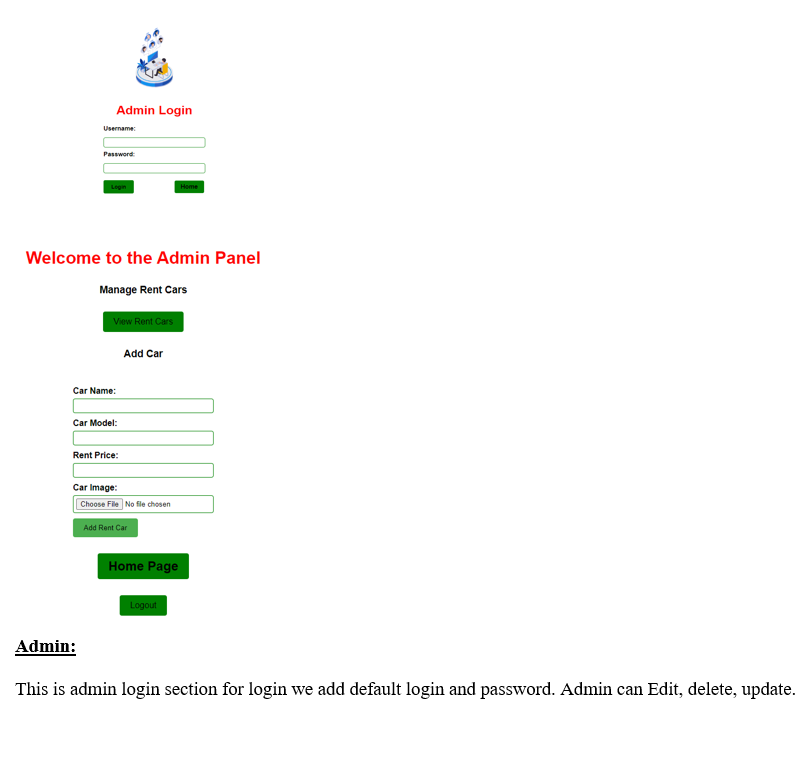 Admin Login
Username:
Password:
Login Home
Welcome to the Admin Panel
Manage Rent Cars
View Rent Cars
Add Car
Car Name:
Car Model:
Rent Price:
Car Image:
Choose File No file chosen
Add Rent Car
Home Page
Logout
Admin:
This is admin login section for login we add default login and password. Admin can Edit, delete, update.